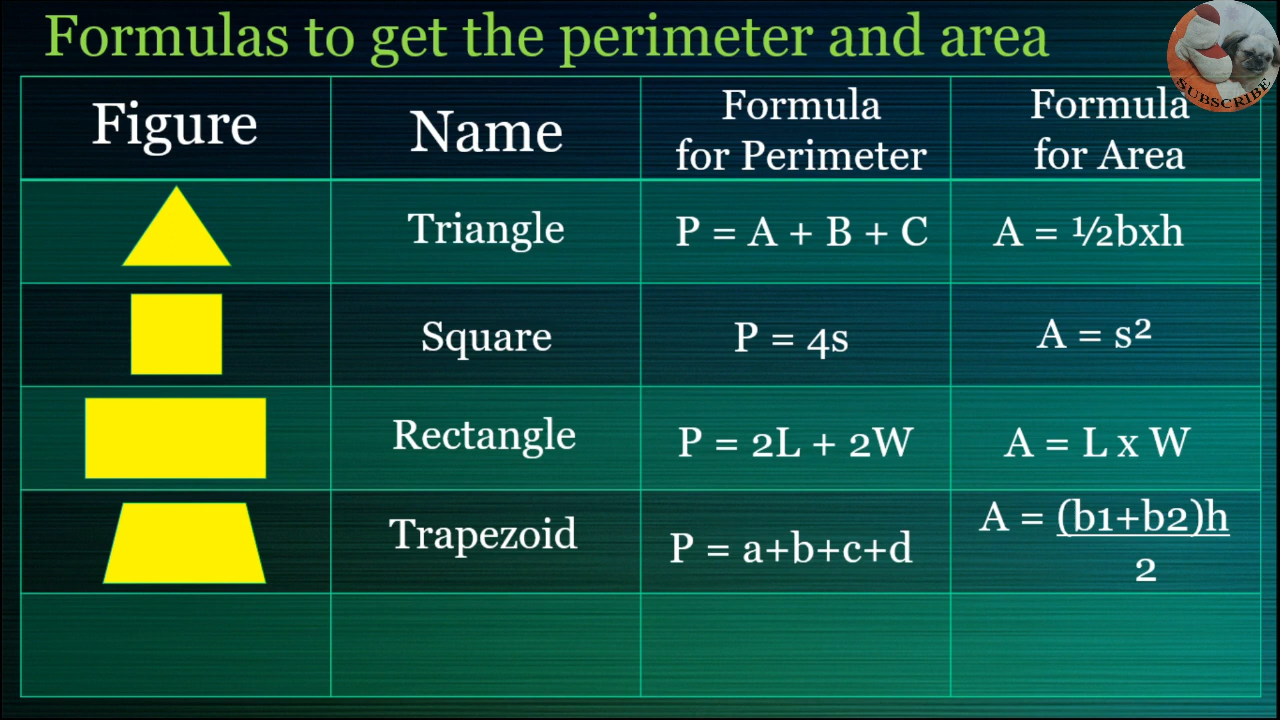 Formulas to get the perimeter and area
SUBSCRIBE
Figure
Name
Formula
for Perimeter
Formula
for Area
Triangle
P = A + B + C
A = ½bxh
Square
P = 4s
A = s²
Rectangle
P = 2L + 2W
A = L x W
Trapezoid
P = a+b+c+d
A = (b1+b2)h
2